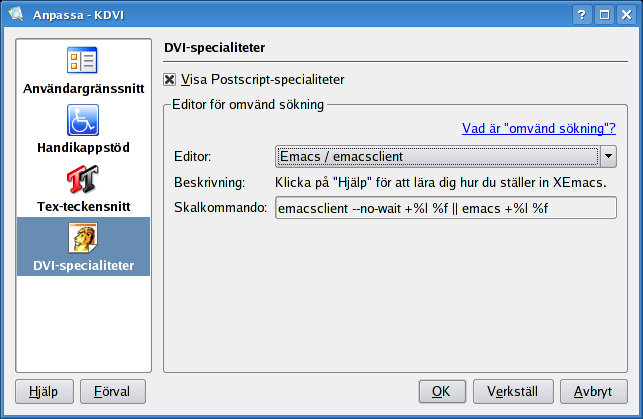 Anpassa - KDVI
Användargränssnitt
Handikappstöd
Tex-teckensnitt
DVI-specialiteter
DVI-specialiteter
Visa Postscript-specialiteter
Editor för omvänd sökning
Vad är "omvänd sökning"?
Editor: Emacs / emacsclient
Beskrivning: Klicka på "Hjälp" för att lära dig hur du ställer in XEmacs.
Skalkommando: emacsclient --no-wait +%l %f || emacs +%l %f
Hjälp Förval OK Verkställ Avbryt